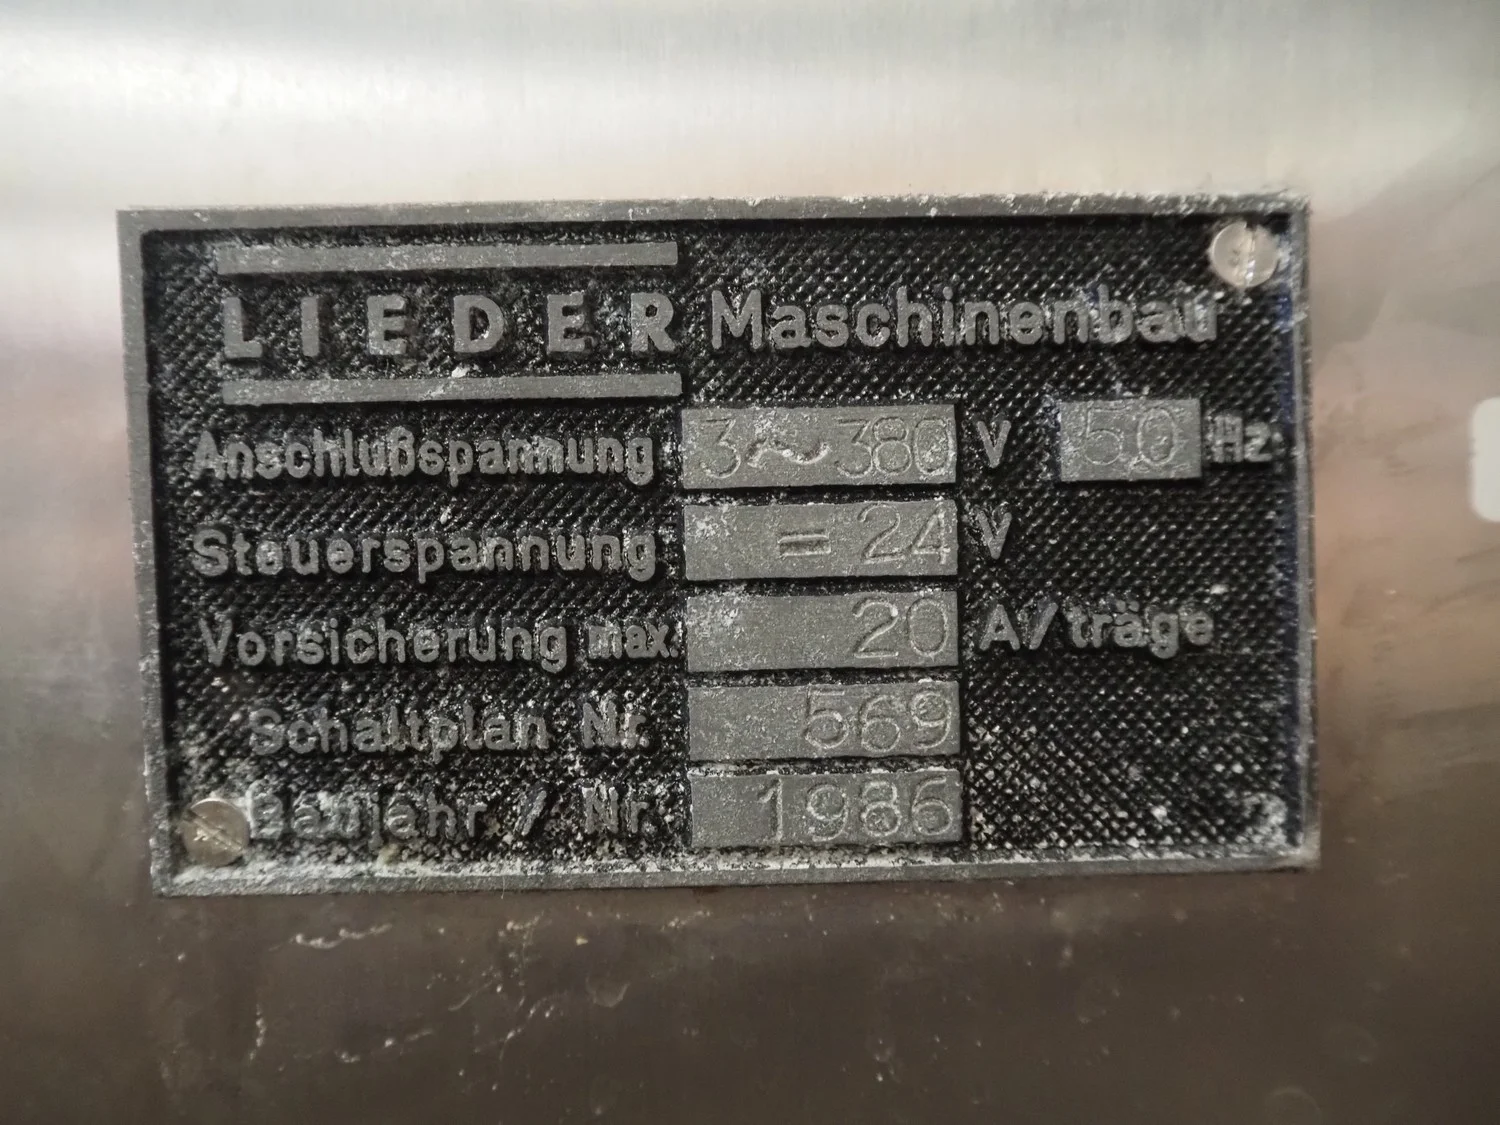 LIEDER Maschinenbau
Anschlußspannung 3~380 V 50 Hz
Steuerspannung = 24 V
Vorsicherung max. 20 A/träge
Schaltplan Nr. 569
Baujahr / Nr. 1986